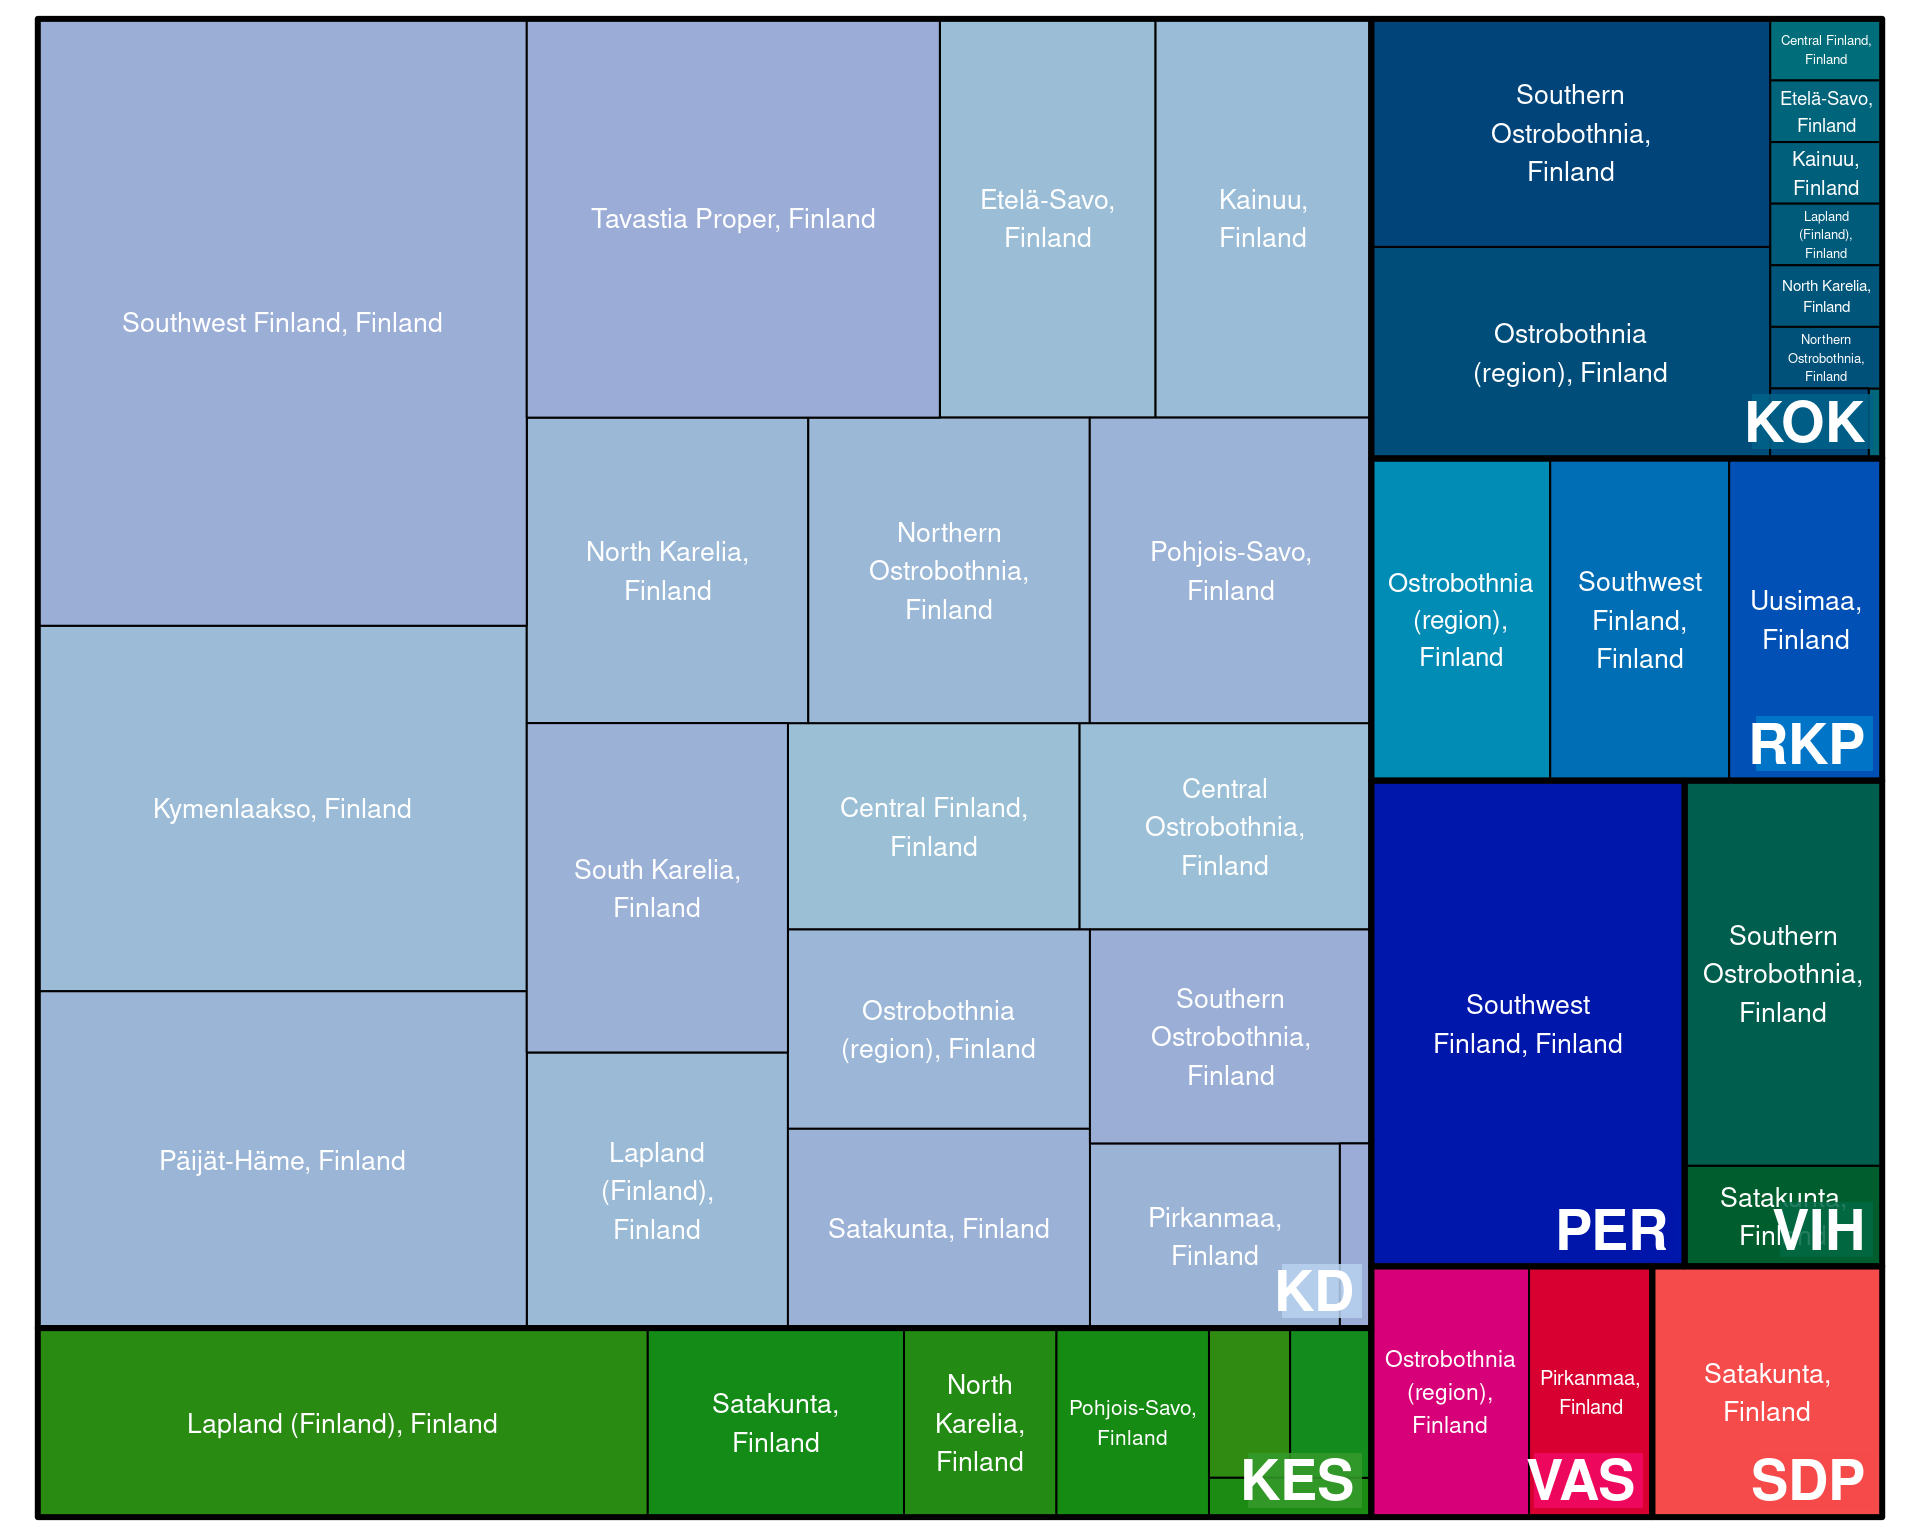 Southwest Finland, Finland
Tavastia Proper, Finland
Etelä-Savo,
Finland
Kainuu,
Finland
Kymenlaakso, Finland
Päijät-Häme, Finland
North Karelia,
Finland
Northern
Ostrobothnia,
Finland
Pohjois-Savo,
Finland
South Karelia,
Finland
Central Finland,
Finland
Central
Ostrobothnia,
Finland
Lapland
(Finland),
Finland
Ostrobothnia
(region), Finland
Southern
Ostrobothnia,
Finland
Satakunta, Finland
Pirkanmaa,
Finland
KD
Lapland (Finland), Finland
Satakunta,
Finland
North
Karelia,
Finland
Pohjois-Savo,
Finland
KES
Southern
Ostrobothnia,
Finland
Ostrobothnia
(region), Finland
Central Finland,
Finland
Etelä-Savo,
Finland
Kainuu,
Finland
Lapland
(Finland),
Finland
North Karelia,
Finland
Northern
Ostrobothnia,
Finland
KOK
Ostrobothnia
(region),
Finland
Southwest
Finland,
Finland
Uusimaa,
Finland
RKP
Southwest
Finland, Finland
PER
Southern
Ostrobothnia,
Finland
Satakunta,
Finland
VIH
Ostrobothnia
(region),
Finland
Pirkanmaa,
Finland
VAS
Satakunta,
Finland
SDP